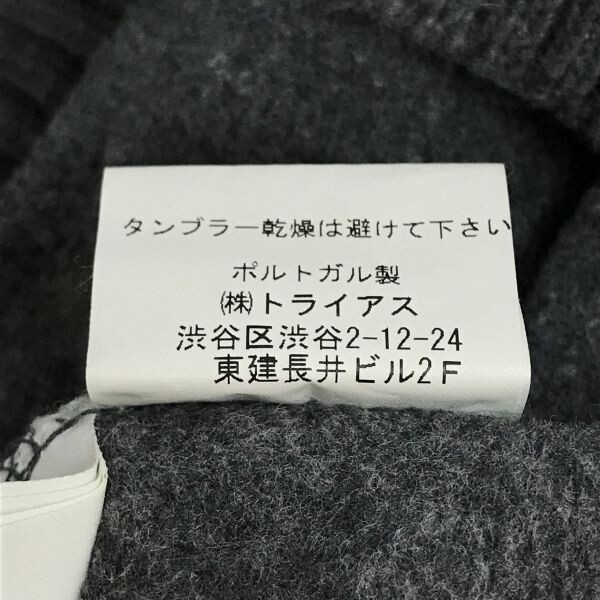 タンブラー乾燥は避けて下さい
ポルトガル製
㈱トライアス
渋谷区渋谷2-12-24
東建長井ビル2F